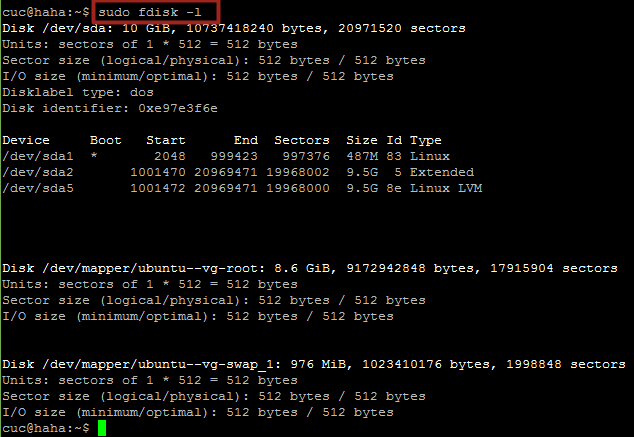 cuc@haha:~$ sudo fdisk -l
Disk /dev/sda: 10 GiB, 10737418240 bytes, 20971520 sectors
Units: sectors of 1 * 512 = 512 bytes
Sector size (logical/physical): 512 bytes / 512 bytes
I/O size (minimum/optimal): 512 bytes / 512 bytes
Disklabel type: dos
Disk identifier: 0xe97e3f6e
Device     Boot   Start      End  Sectors  Size Id Type
/dev/sda1  *       2048   999423   997376  487M 83 Linux
/dev/sda2       1001470 20969471 19968002  9.5G  5 Extended
/dev/sda5       1001472 20969471 19968000  9.5G 8e Linux LVM
Disk /dev/mapper/ubuntu--vg-root: 8.6 GiB, 9172942848 bytes, 17915904 sectors
Units: sectors of 1 * 512 = 512 bytes
Sector size (logical/physical): 512 bytes / 512 bytes
I/O size (minimum/optimal): 512 bytes / 512 bytes
Disk /dev/mapper/ubuntu--vg-swap_1: 976 MiB, 1023410176 bytes, 1998848 sectors
Units: sectors of 1 * 512 = 512 bytes
Sector size (logical/physical): 512 bytes / 512 bytes
I/O size (minimum/optimal): 512 bytes / 512 bytes
cuc@haha:~$